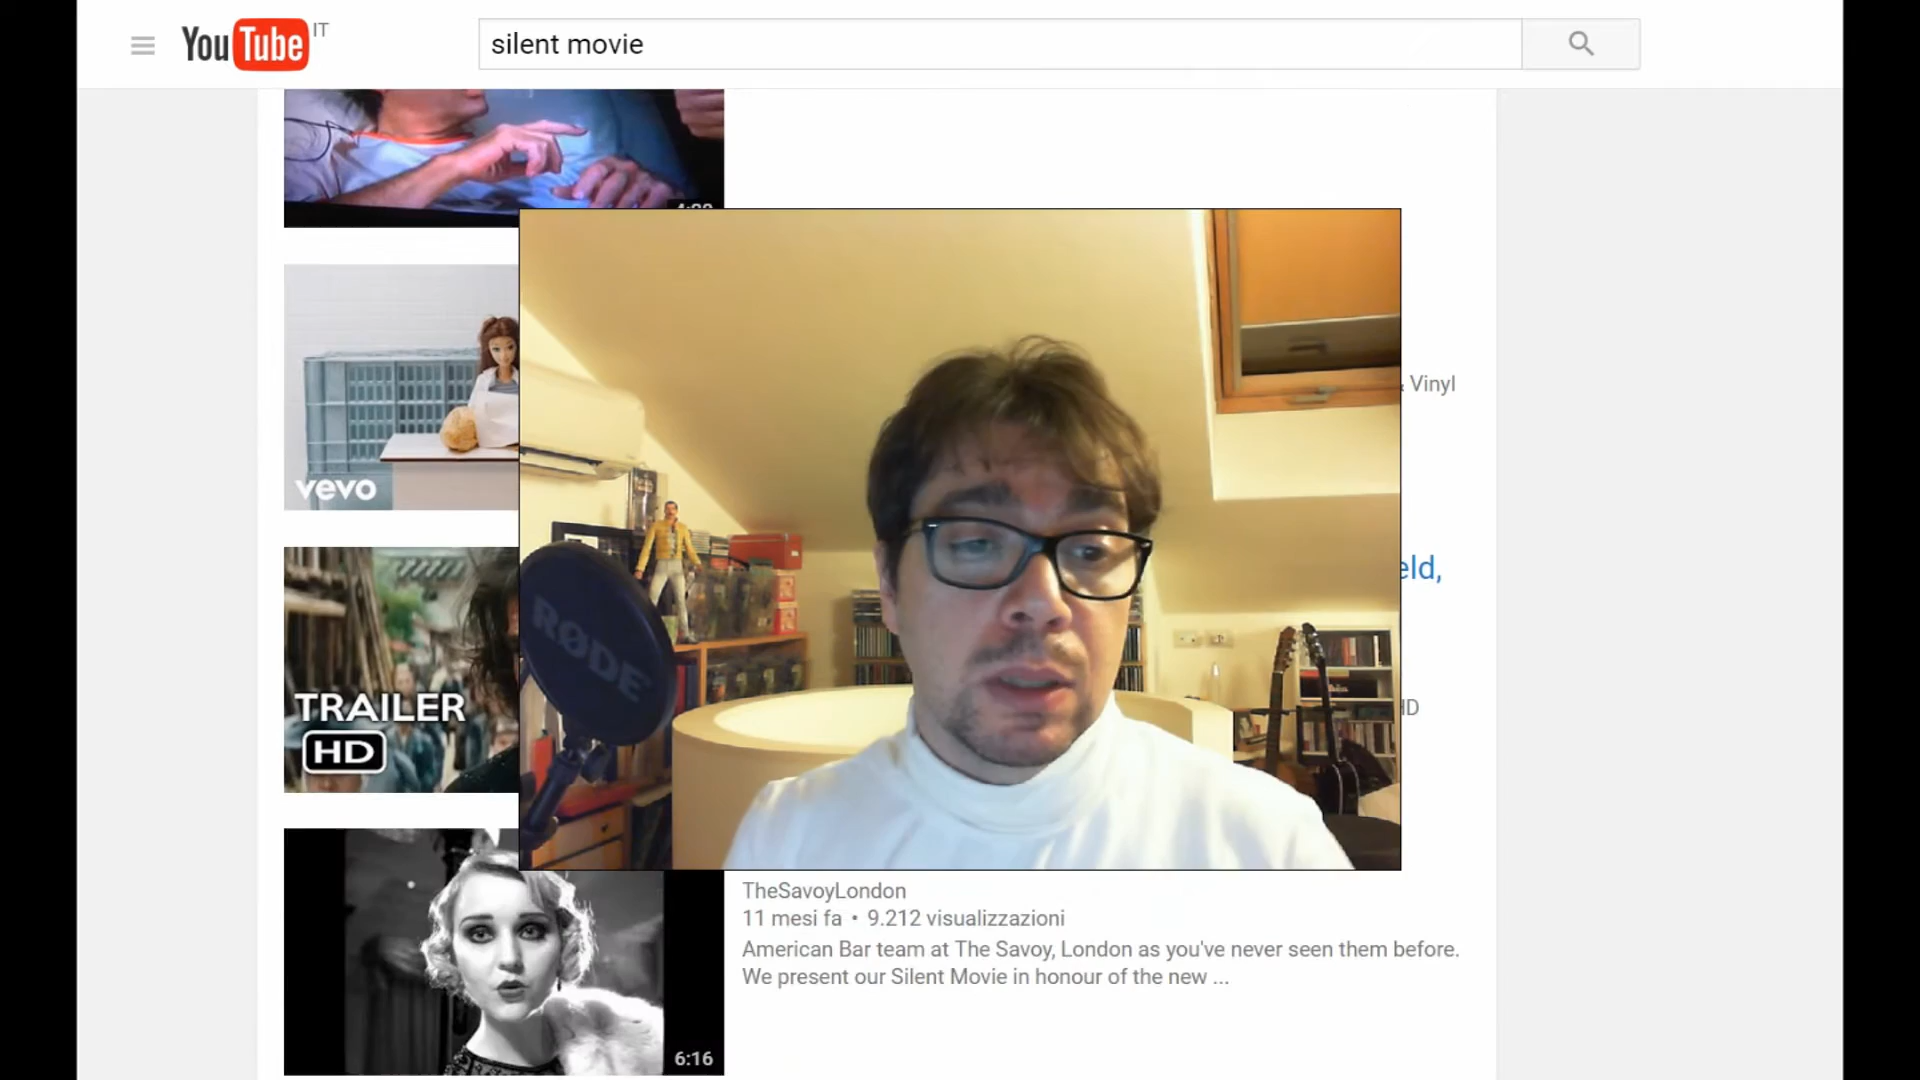 YouTube IT
silent movie
vevo
Vinyl
eld,
TRAILER
HD
HD
RØDE
TheSavoyLondon
11 mesi fa • 9.212 visualizzazioni
American Bar team at The Savoy, London as you've never seen them before.
We present our Silent Movie in honour of the new ...
6:16